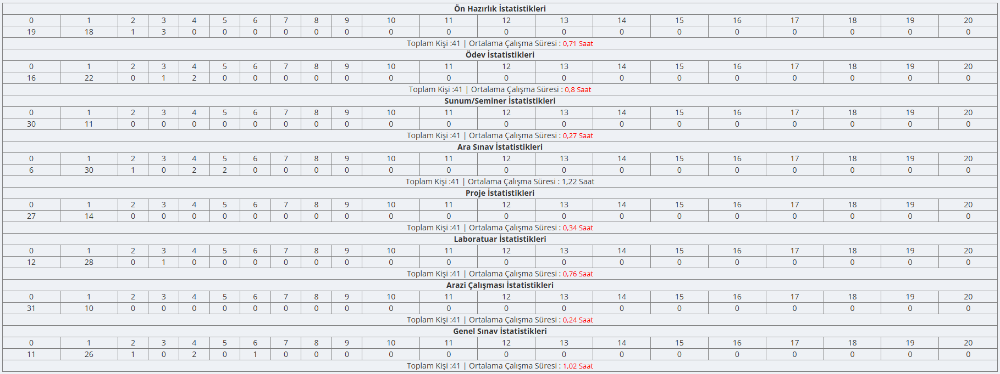 Ön Hazırlık İstatistikleri
0 1 2 3 4 5 6 7 8 9 10 11 12 13 14 15 16 17 18 19 20
19 18 1 3 0 0 0 0 0 0 0 0 0 0 0 0 0 0 0 0 0
Toplam Kişi :41 | Ortalama Çalışma Süresi : 0,71 Saat
Ödev İstatistikleri
0 1 2 3 4 5 6 7 8 9 10 11 12 13 14 15 16 17 18 19 20
16 22 0 1 2 0 0 0 0 0 0 0 0 0 0 0 0 0 0 0 0
Toplam Kişi :41 | Ortalama Çalışma Süresi : 0,8 Saat
Sunum/Seminer İstatistikleri
0 1 2 3 4 5 6 7 8 9 10 11 12 13 14 15 16 17 18 19 20
30 11 0 0 0 0 0 0 0 0 0 0 0 0 0 0 0 0 0 0 0
Toplam Kişi :41 | Ortalama Çalışma Süresi : 0,27 Saat
Ara Sınav İstatistikleri
0 1 2 3 4 5 6 7 8 9 10 11 12 13 14 15 16 17 18 19 20
6 30 1 0 2 2 0 0 0 0 0 0 0 0 0 0 0 0 0 0 0
Toplam Kişi :41 | Ortalama Çalışma Süresi : 1,22 Saat
Proje İstatistikleri
0 1 2 3 4 5 6 7 8 9 10 11 12 13 14 15 16 17 18 19 20
27 14 0 0 0 0 0 0 0 0 0 0 0 0 0 0 0 0 0 0 0
Toplam Kişi :41 | Ortalama Çalışma Süresi : 0,34 Saat
Laboratuar İstatistikleri
0 1 2 3 4 5 6 7 8 9 10 11 12 13 14 15 16 17 18 19 20
12 28 0 1 0 0 0 0 0 0 0 0 0 0 0 0 0 0 0 0 0
Toplam Kişi :41 | Ortalama Çalışma Süresi : 0,76 Saat
Arazi Çalışması İstatistikleri
0 1 2 3 4 5 6 7 8 9 10 11 12 13 14 15 16 17 18 19 20
31 10 0 0 0 0 0 0 0 0 0 0 0 0 0 0 0 0 0 0 0
Toplam Kişi :41 | Ortalama Çalışma Süresi : 0,24 Saat
Genel Sınav İstatistikleri
0 1 2 3 4 5 6 7 8 9 10 11 12 13 14 15 16 17 18 19 20
11 26 1 0 2 0 1 0 0 0 0 0 0 0 0 0 0 0 0 0 0
Toplam Kişi :41 | Ortalama Çalışma Süresi : 1,02 Saat